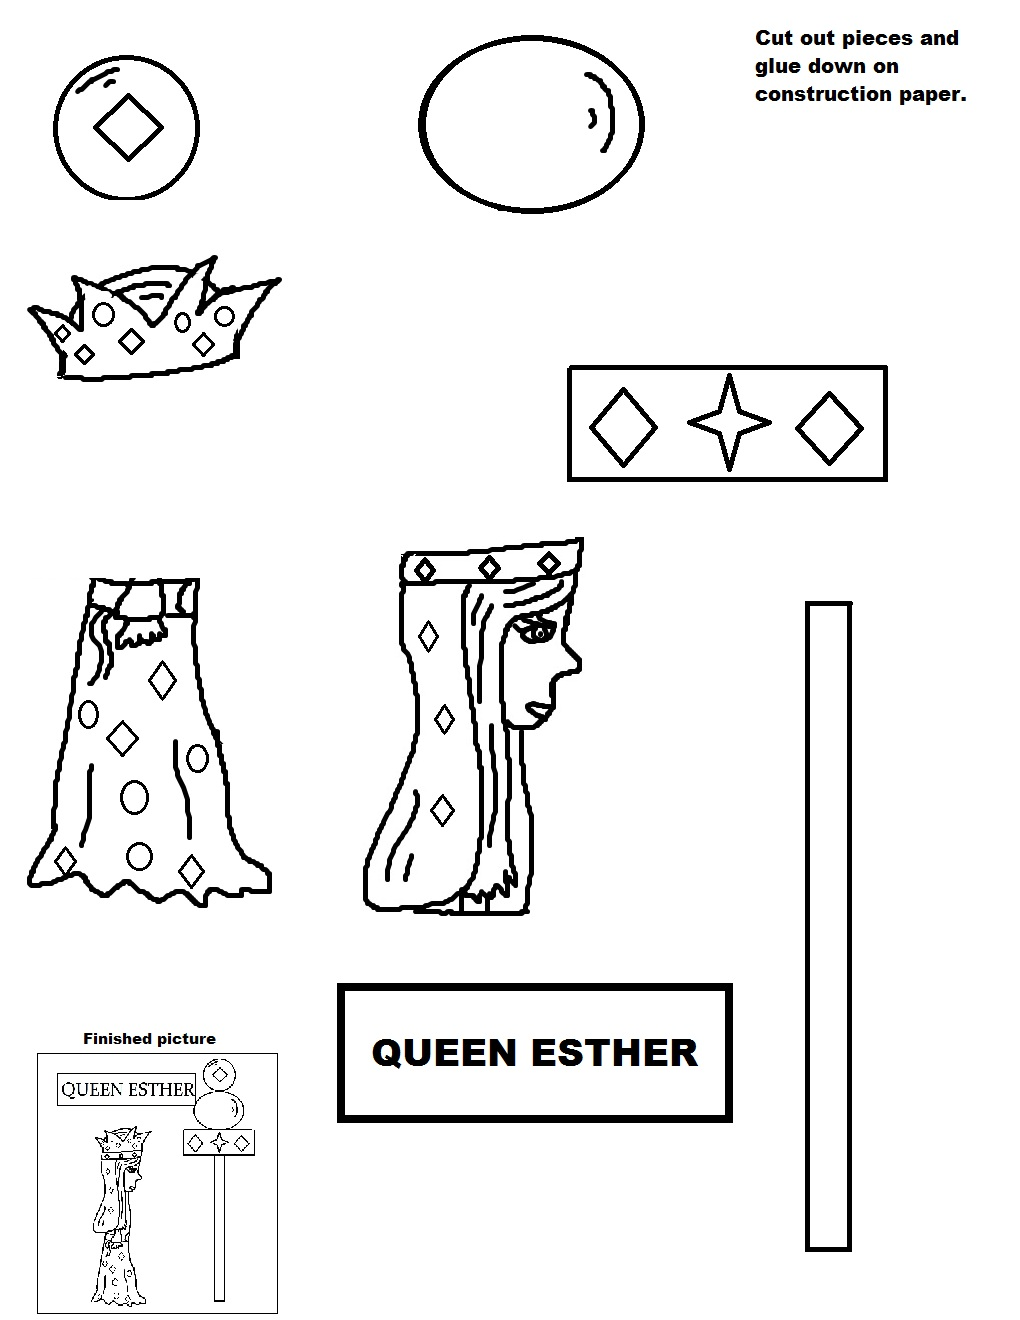 Cut out pieces and
glue down on
construction paper.
QUEEN ESTHER
Finished picture
QUEEN ESTHER